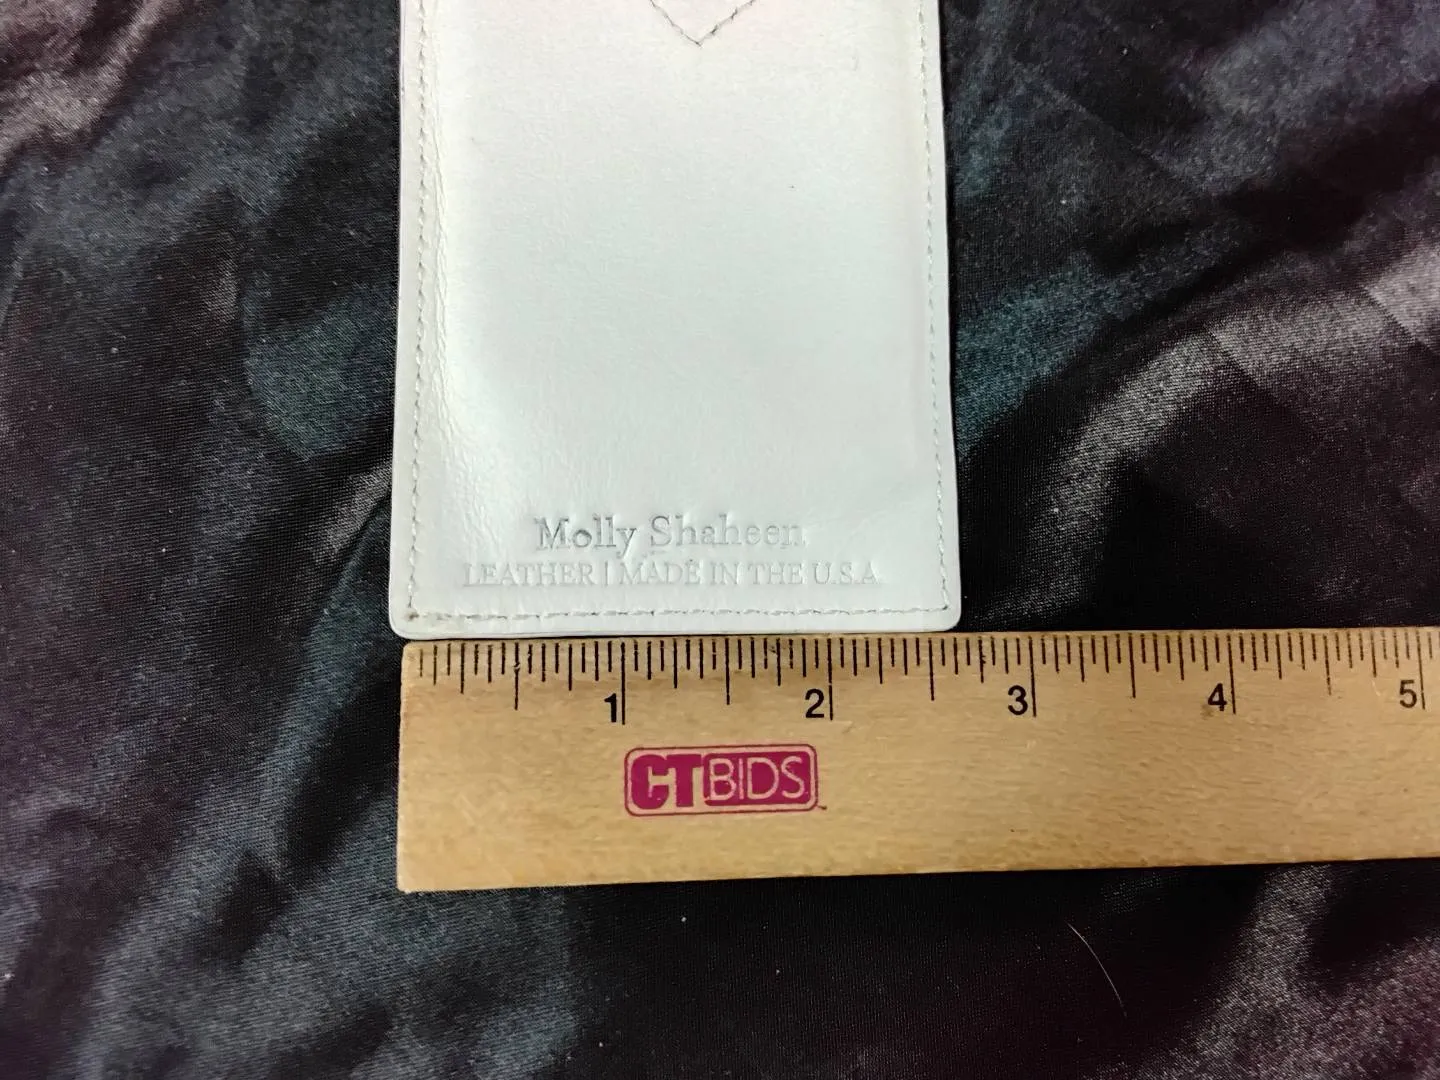 Molly Shaheen
LEATHER | MADE IN THE U.S.A
1 2 3 4 5
CTBIDS